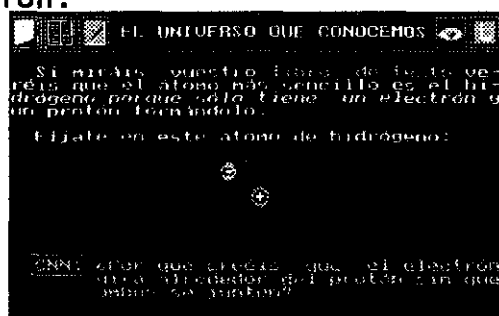 EL UNIVERSO QUE CONOCEMOS
Si miráis vuestro libro de texto ve-
réis que el átomo más sencillo es el hi-
drógeno porque sólo tiene un electrón y
un protón formándolo.
Fíjate en este átomo de hidrógeno:
¿Por qué creéis que el electrón
gira alrededor del protón sin que
ambos se junten?